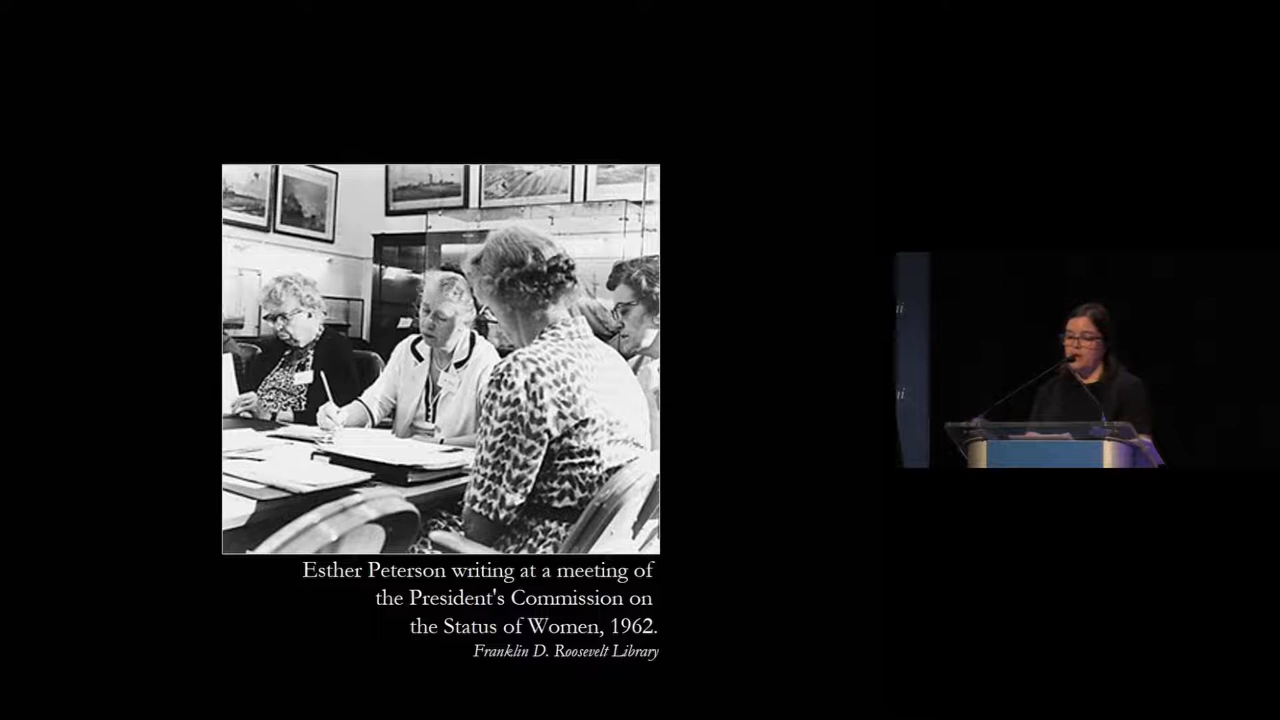 Esther Peterson writing at a meeting of
the President's Commission on
the Status of Women, 1962.
Franklin D. Roosevelt Library